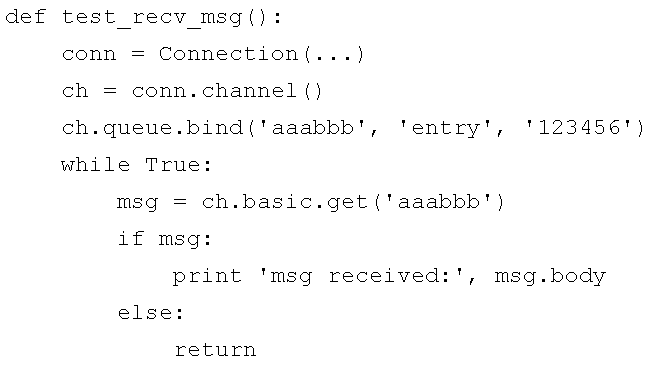 def test_recv_msg():
    conn = Connection(...)
    ch = conn.channel()
    ch.queue.bind('aaabbb', 'entry', '123456')
    while True:
        msg = ch.basic.get('aaabbb')
        if msg:
            print 'msg received:', msg.body
        else:
            return